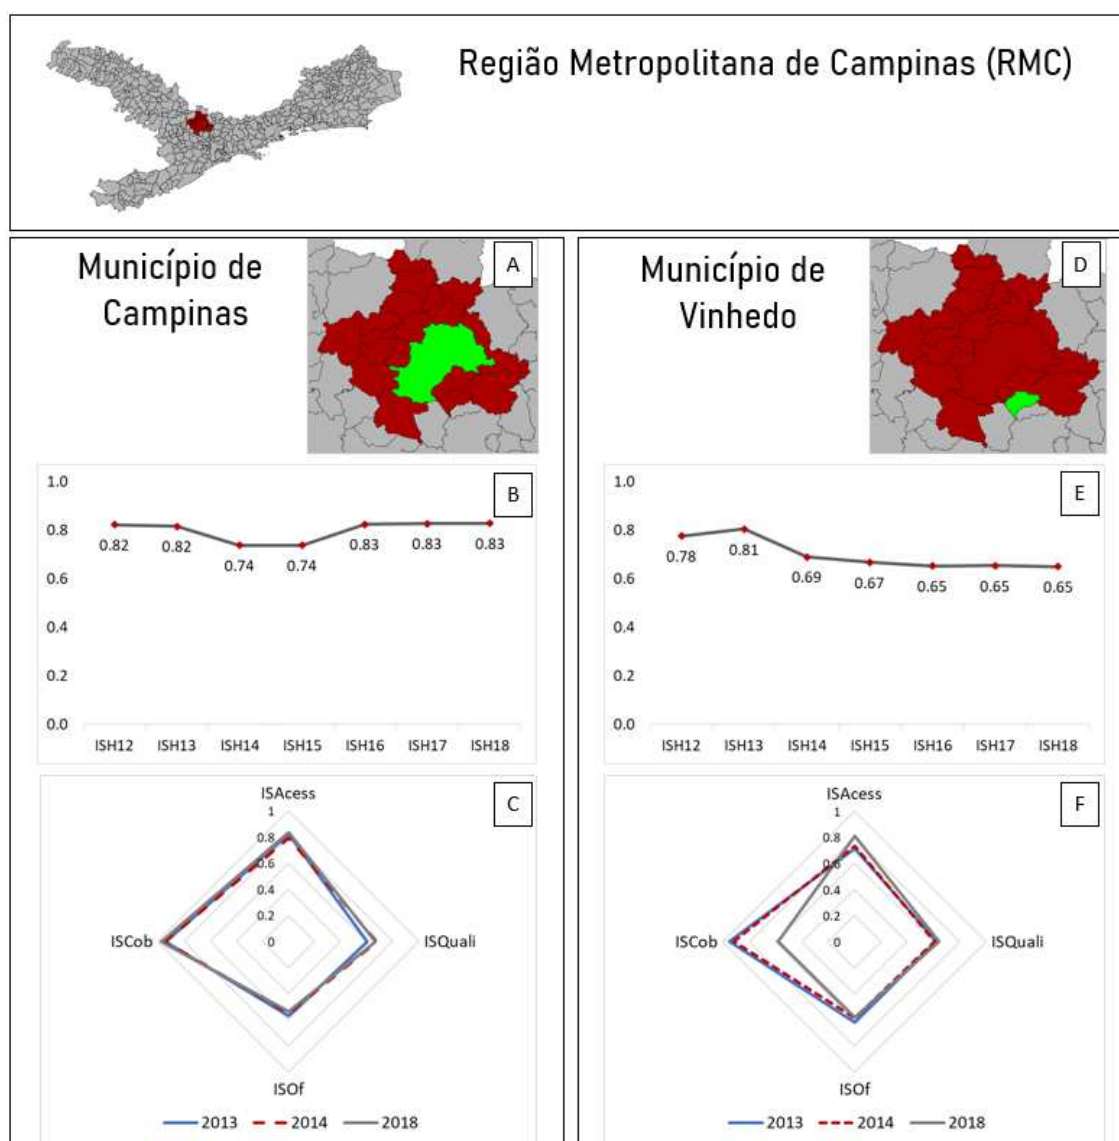 Região Metropolitana de Campinas (RMC)
Município de
Campinas
A
1.0
B
0.8
0.82
0.82
0.74
0.74
0.83
0.83
0.83
0.6
0.4
0.2
0.0
ISH12 ISH13 ISH14 ISH15 ISH16 ISH17 ISH18
C
ISAcess
1
0.8
0.6
0.4
0.2
0
ISCob
ISQuali
ISOf
2013 2014 2018
Município de
Vinhedo
D
1.0
E
0.8
0.78
0.81
0.69
0.67
0.65
0.65
0.65
0.6
0.4
0.2
0.0
ISH12 ISH13 ISH14 ISH15 ISH16 ISH17 ISH18
F
ISAcess
1
0.8
0.6
0.4
0.2
0
ISCob
ISQuali
ISOf
2013 2014 2018